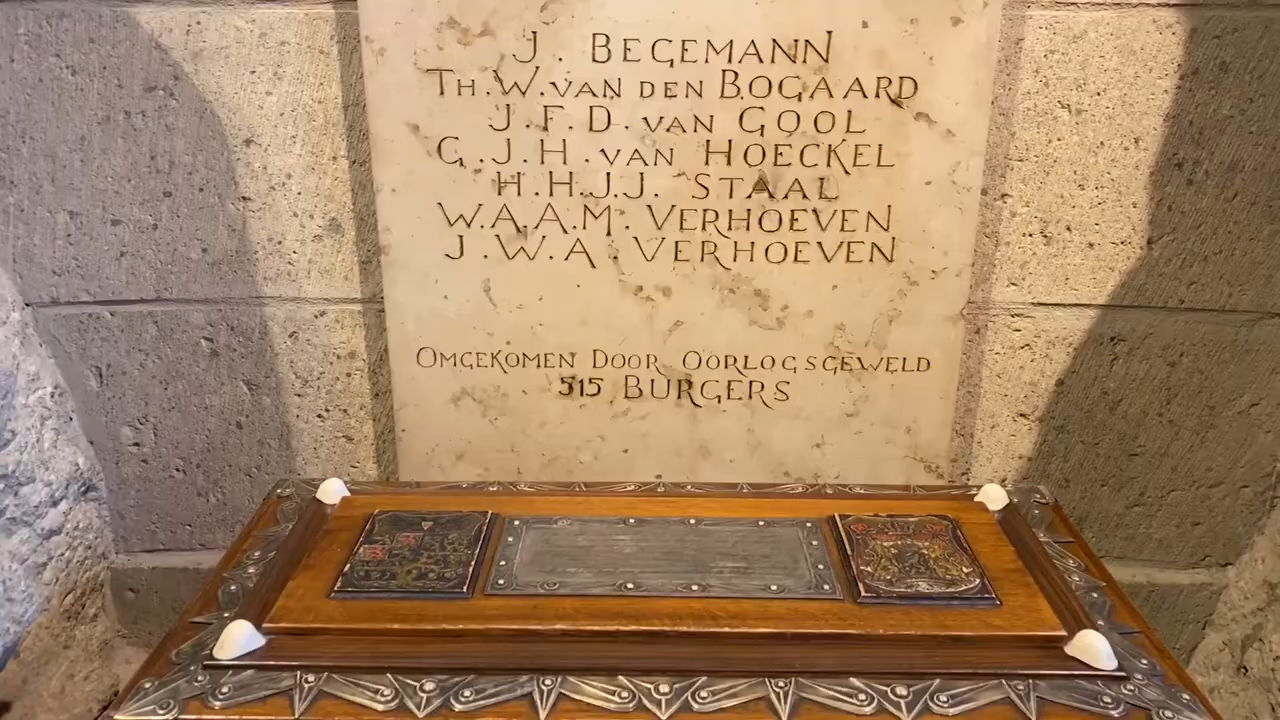 J. BEGEMANN
TH. W. VAN DEN BOGAARD
J. F. D. VAN GOOL
G. J. H. VAN HOECKEL
H. H. J. J. STAAL
W. A. A. M. VERHOEVEN
J. W. A. VERHOEVEN
OMGEKOMEN DOOR OORLOGSGEWELD
515 BURGERS